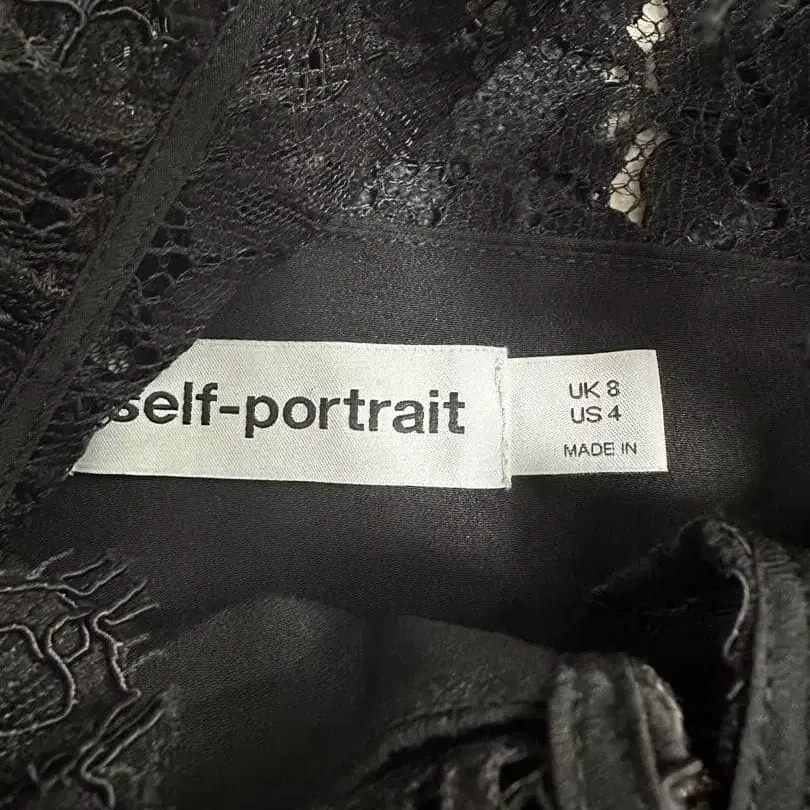 self-portrait
UK 8
US 4
MADE IN